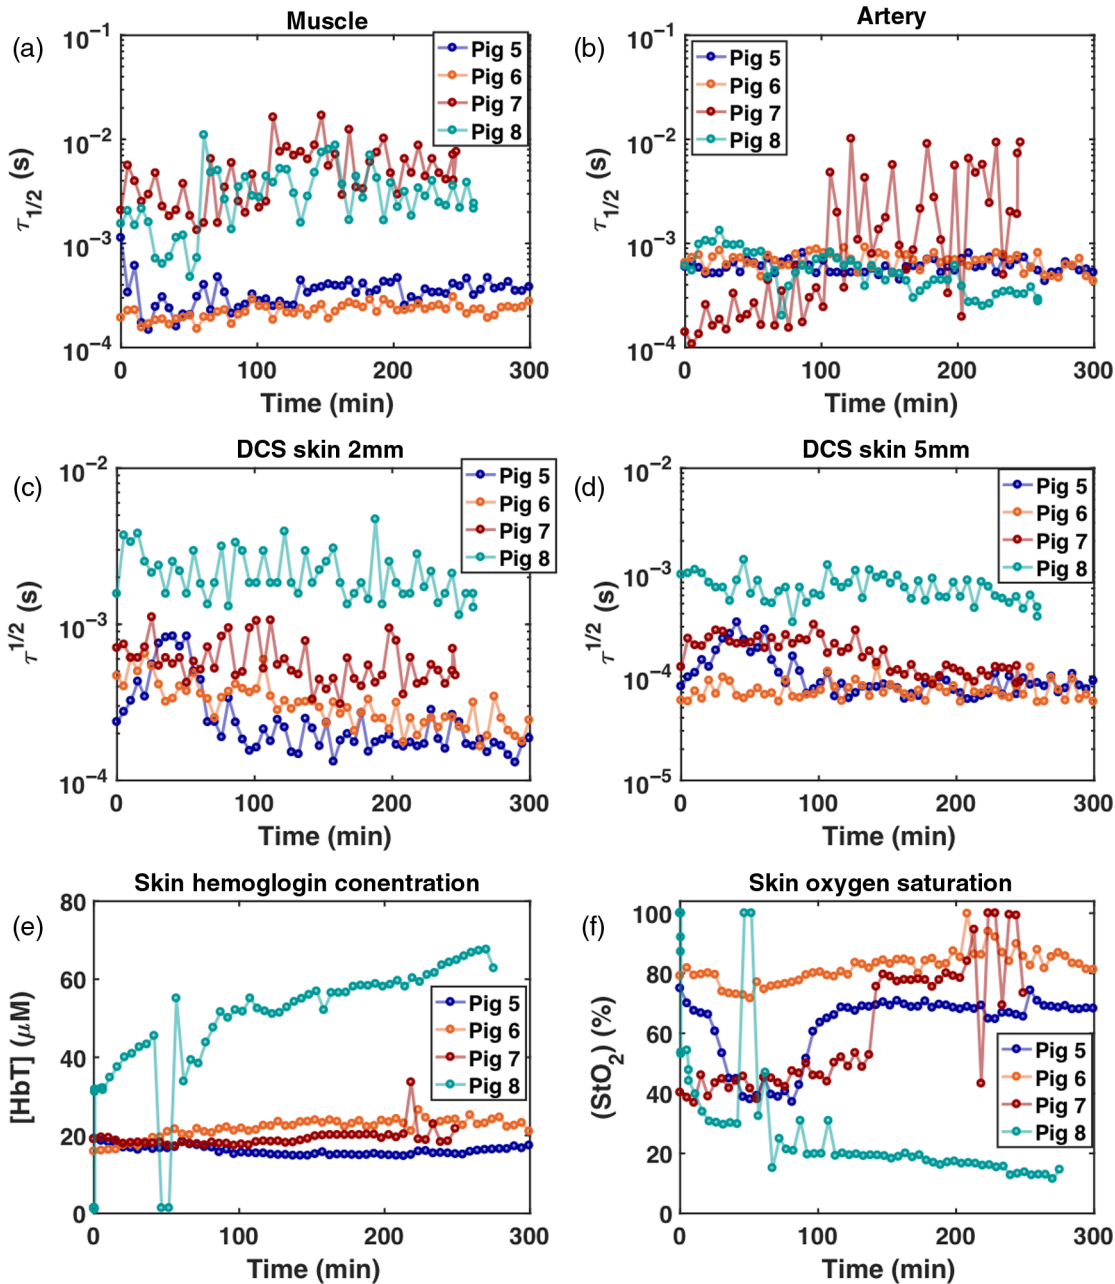 (a)
Muscle
10⁻¹
10⁻²
10⁻³
10⁻⁴
τ1/2 (s)
0 100 200 300
Time (min)
Pig 5
Pig 6
Pig 7
Pig 8
(b)
Artery
10⁻¹
10⁻²
10⁻³
10⁻⁴
τ1/2 (s)
0 100 200 300
Time (min)
Pig 5
Pig 6
Pig 7
Pig 8
(c)
DCS skin 2mm
10⁻²
10⁻³
10⁻⁴
τ1/2 (s)
0 100 200 300
Time (min)
Pig 5
Pig 6
Pig 7
Pig 8
(d)
DCS skin 5mm
10⁻²
10⁻³
10⁻⁴
10⁻⁵
τ1/2 (s)
0 100 200 300
Time (min)
Pig 5
Pig 6
Pig 7
Pig 8
(e)
Skin hemoglogin conentration
80
60
40
20
0
[HbT] (μM)
0 100 200 300
Time (min)
Pig 5
Pig 6
Pig 7
Pig 8
(f)
Skin oxygen saturation
100
80
60
40
20
0
(StO2) (%)
0 100 200 300
Time (min)
Pig 5
Pig 6
Pig 7
Pig 8